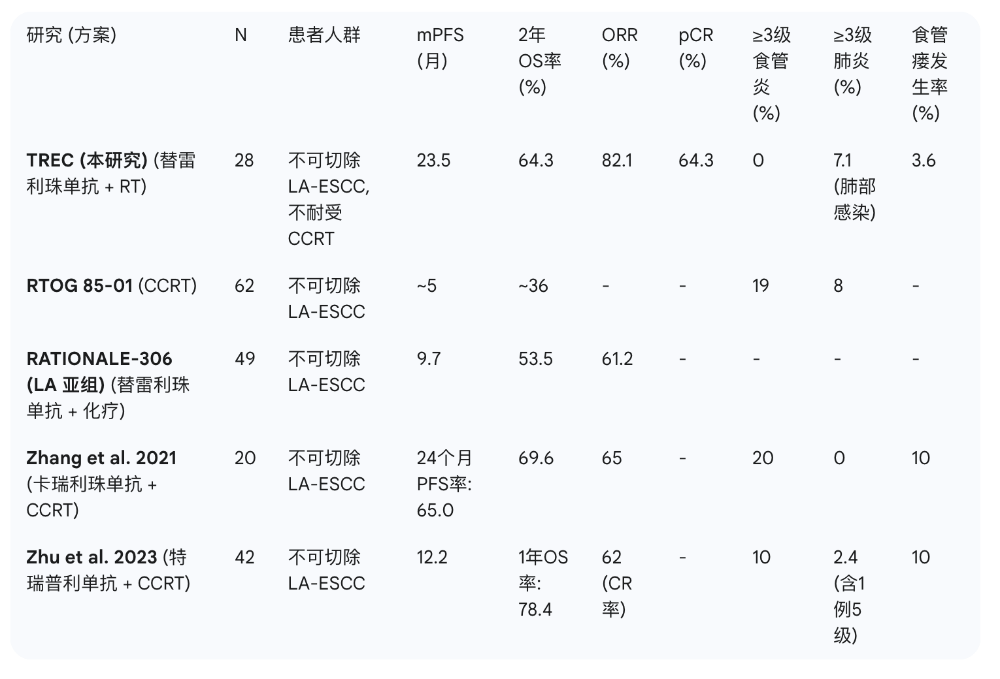 研究 (方案) N 患者人群 mPFS 2年 ORR pCR ≥3级 ≥3级 食管
(月) OS率 (%) (%) 食管 肺炎 瘘发
(%) 炎 (%) 生率
(%) (%)
TREC (本研究) (替雷 28 不可切除 23.5 64.3 82.1 64.3 0 7.1 3.6
利珠单抗 + RT) LA-ESCC, (肺部
不耐受 感染)
CCRT
RTOG 85-01 (CCRT) 62 不可切除 ~5 ~36 - - 19 8 -
LA-ESCC
RATIONALE-306 49 不可切除 9.7 53.5 61.2 - - - -
(LA 亚组) (替雷利珠 LA-ESCC
单抗 + 化疗)
Zhang et al. 2021 20 不可切除 24个月 69.6 65 - 20 0 10
(卡瑞利珠单抗 + LA-ESCC PFS率:
CCRT) 65.0
Zhu et al. 2023 (特 42 不可切除 12.2 1年OS 62 - 10 2.4 10
瑞普利单抗 + CCRT) LA-ESCC 率: (CR (含1
78.4 率) 例5
级)